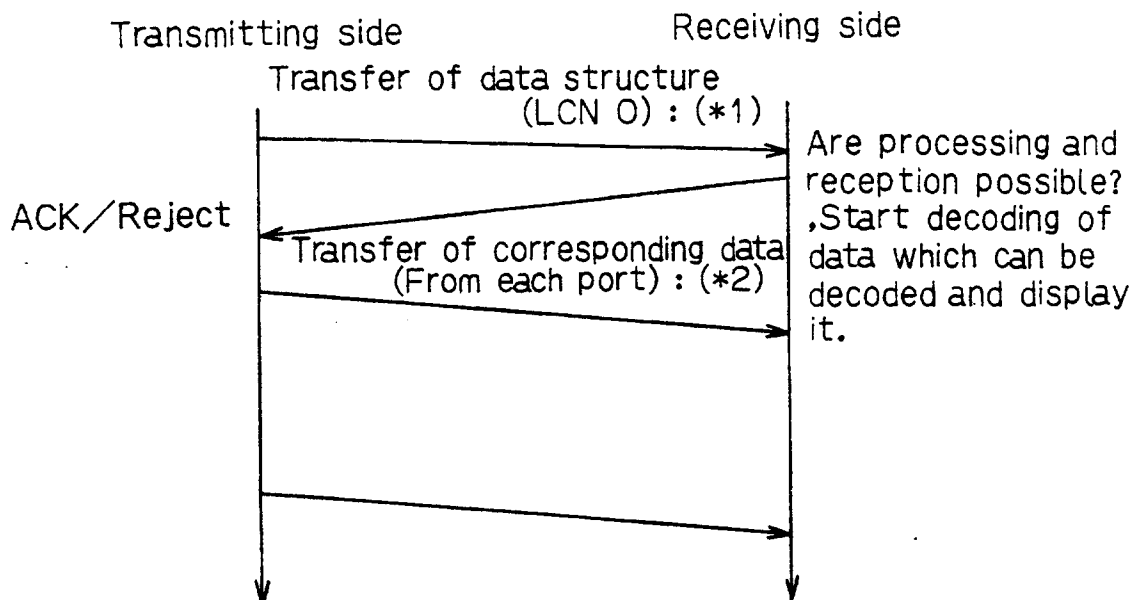 Transmitting side
Receiving side
Transfer of data structure
(LCN 0) : (*1)
Are processing and
reception possible?
,Start decoding of
data which can be
decoded and display
it.
ACK/Reject
Transfer of corresponding data
(From each port) : (*2)